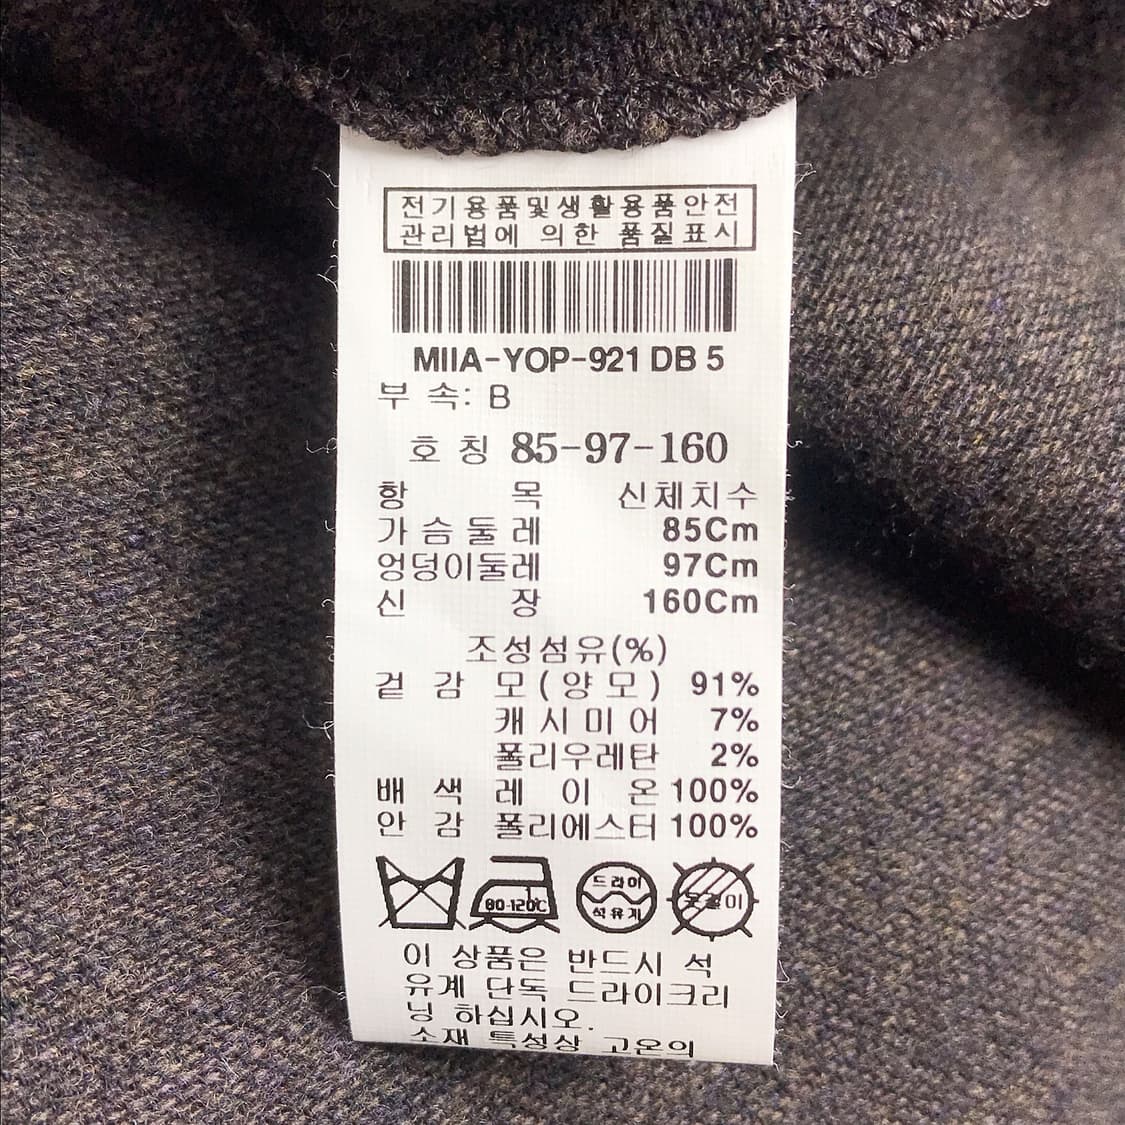 전기용품및생활용품안전
관리법에 의한 품질표시
MIIA-YOP-921 DB 5
부 속: B
호 칭 85-97-160
항 목 신체치수
가슴둘레 85Cm
엉덩이둘레 97Cm
신 장 160Cm
조성섬유(%)
겉 감 모(양모) 91%
캐시미어 7%
폴리우레탄 2%
배 색 레 이 온 100%
안 감 폴리에스터 100%
80-120℃ 드라이
석유계
이 상품은 반드시 석
유계 단독 드라이크리
닝 하십시오.
소재 특성상 고온의